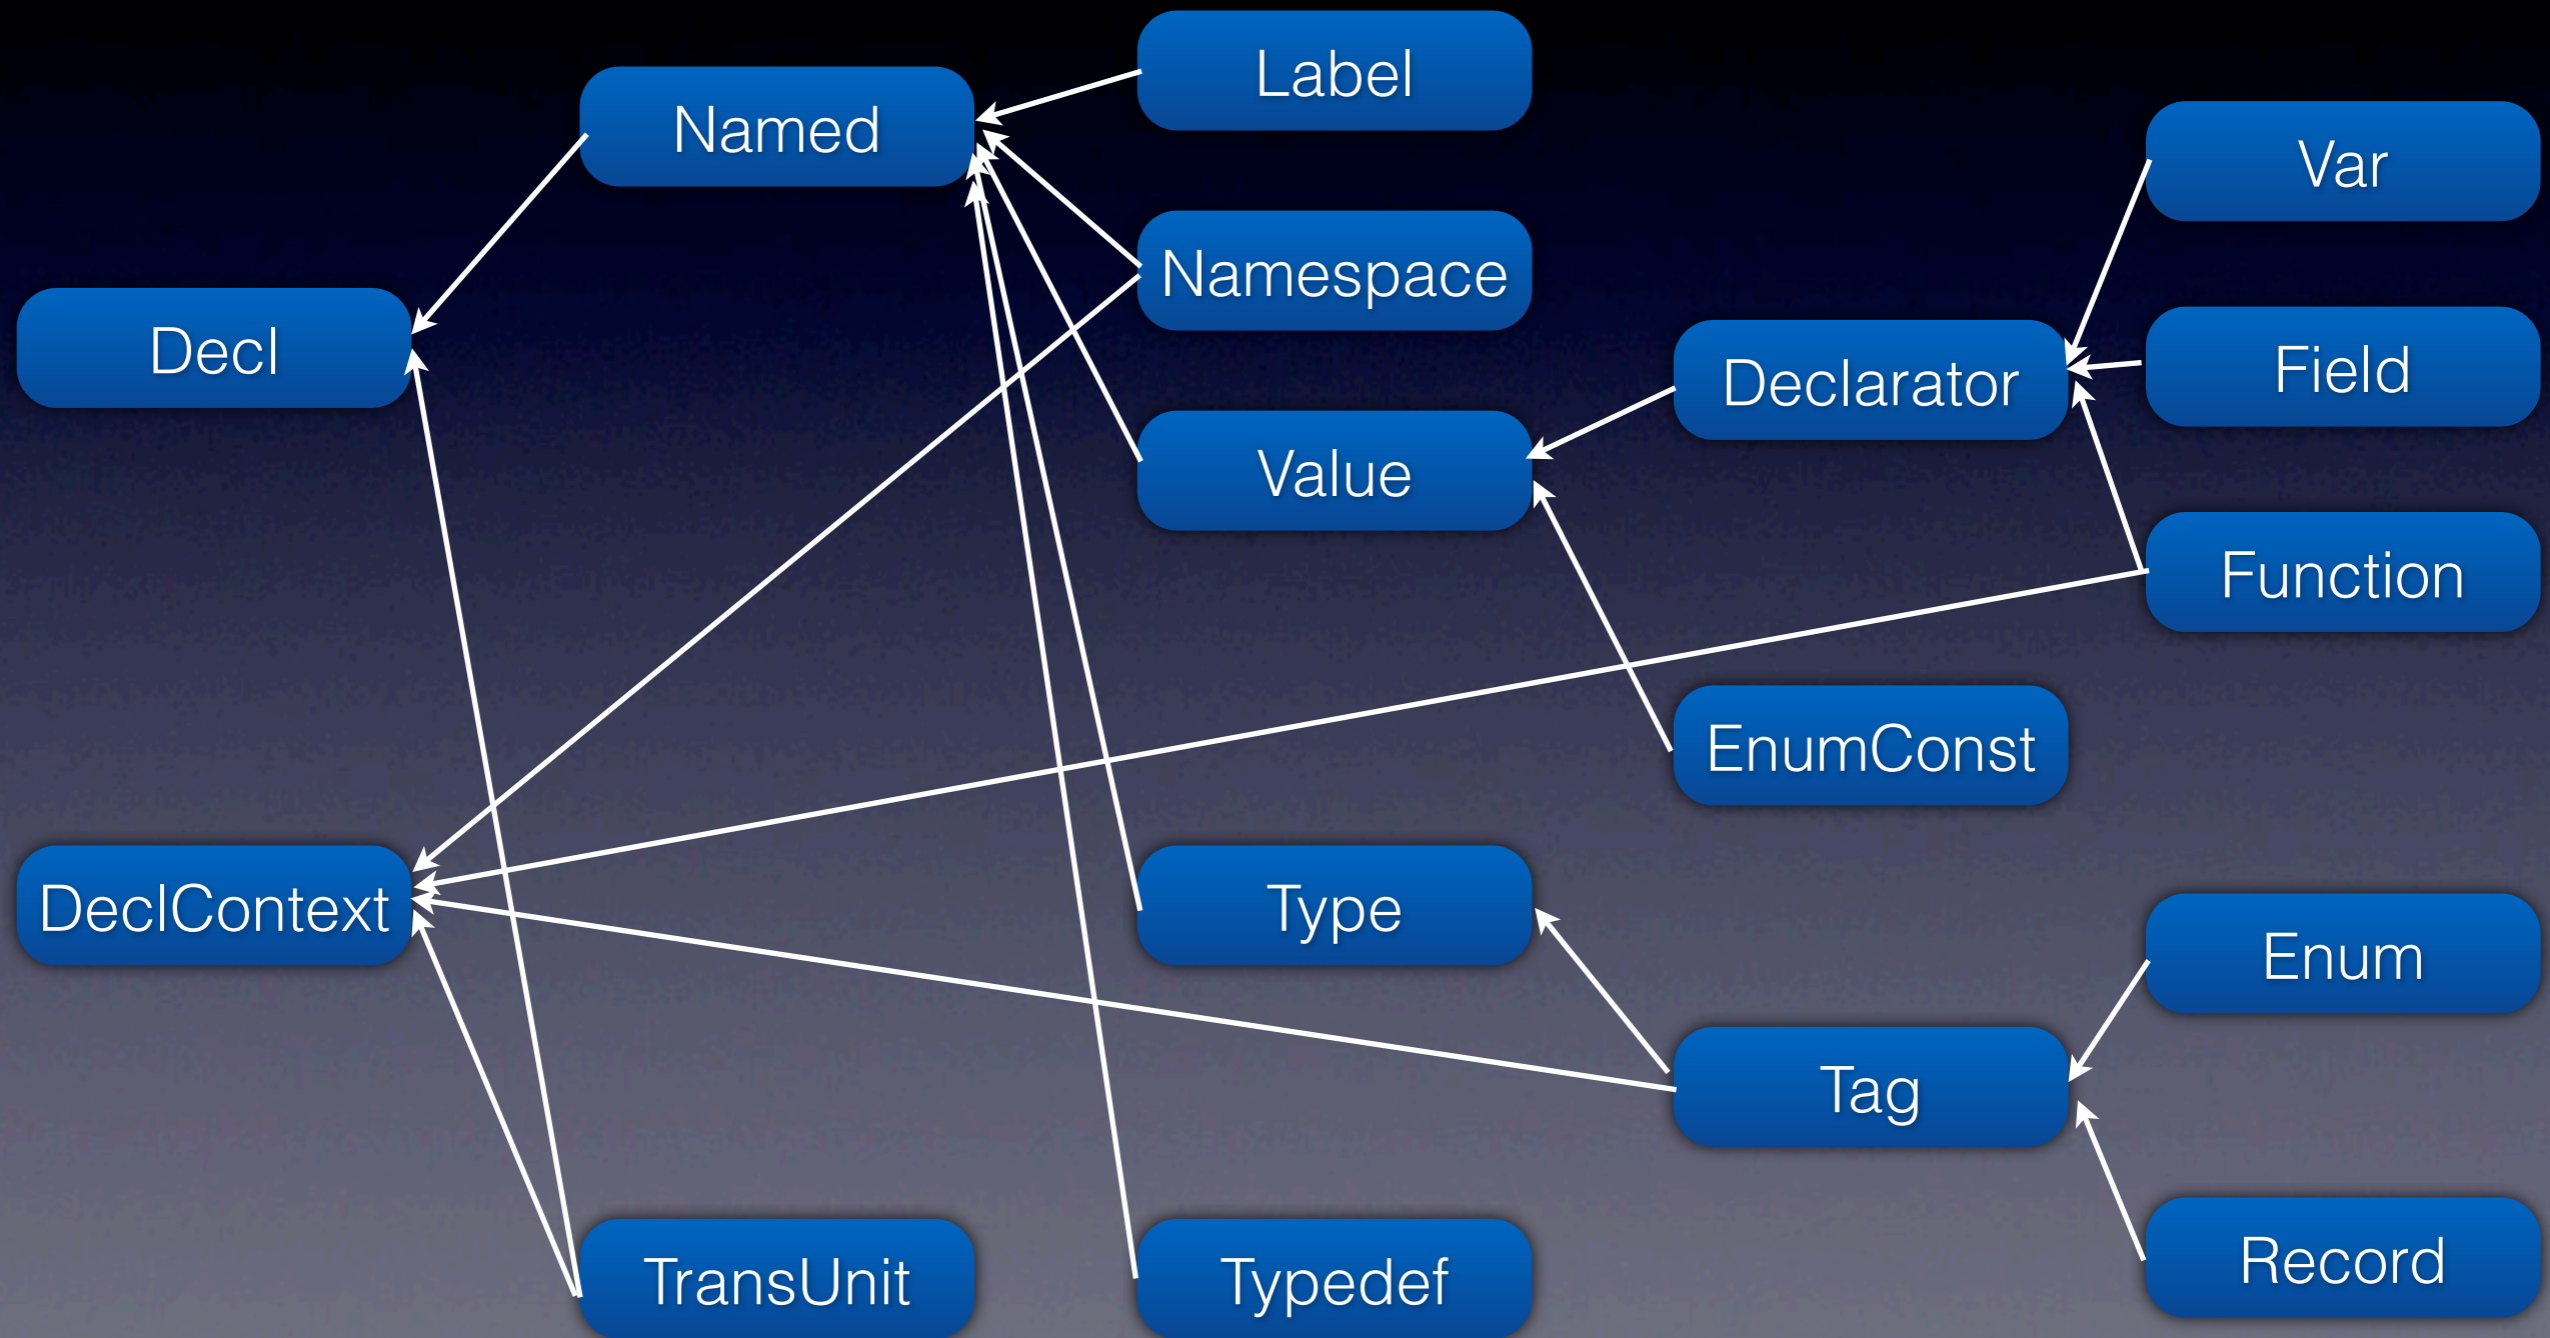 Label
Named
Var
Namespace
Decl
Declarator
Field
Value
Function
EnumConst
DeclContext
Type
Enum
Tag
TransUnit
Typedef
Record